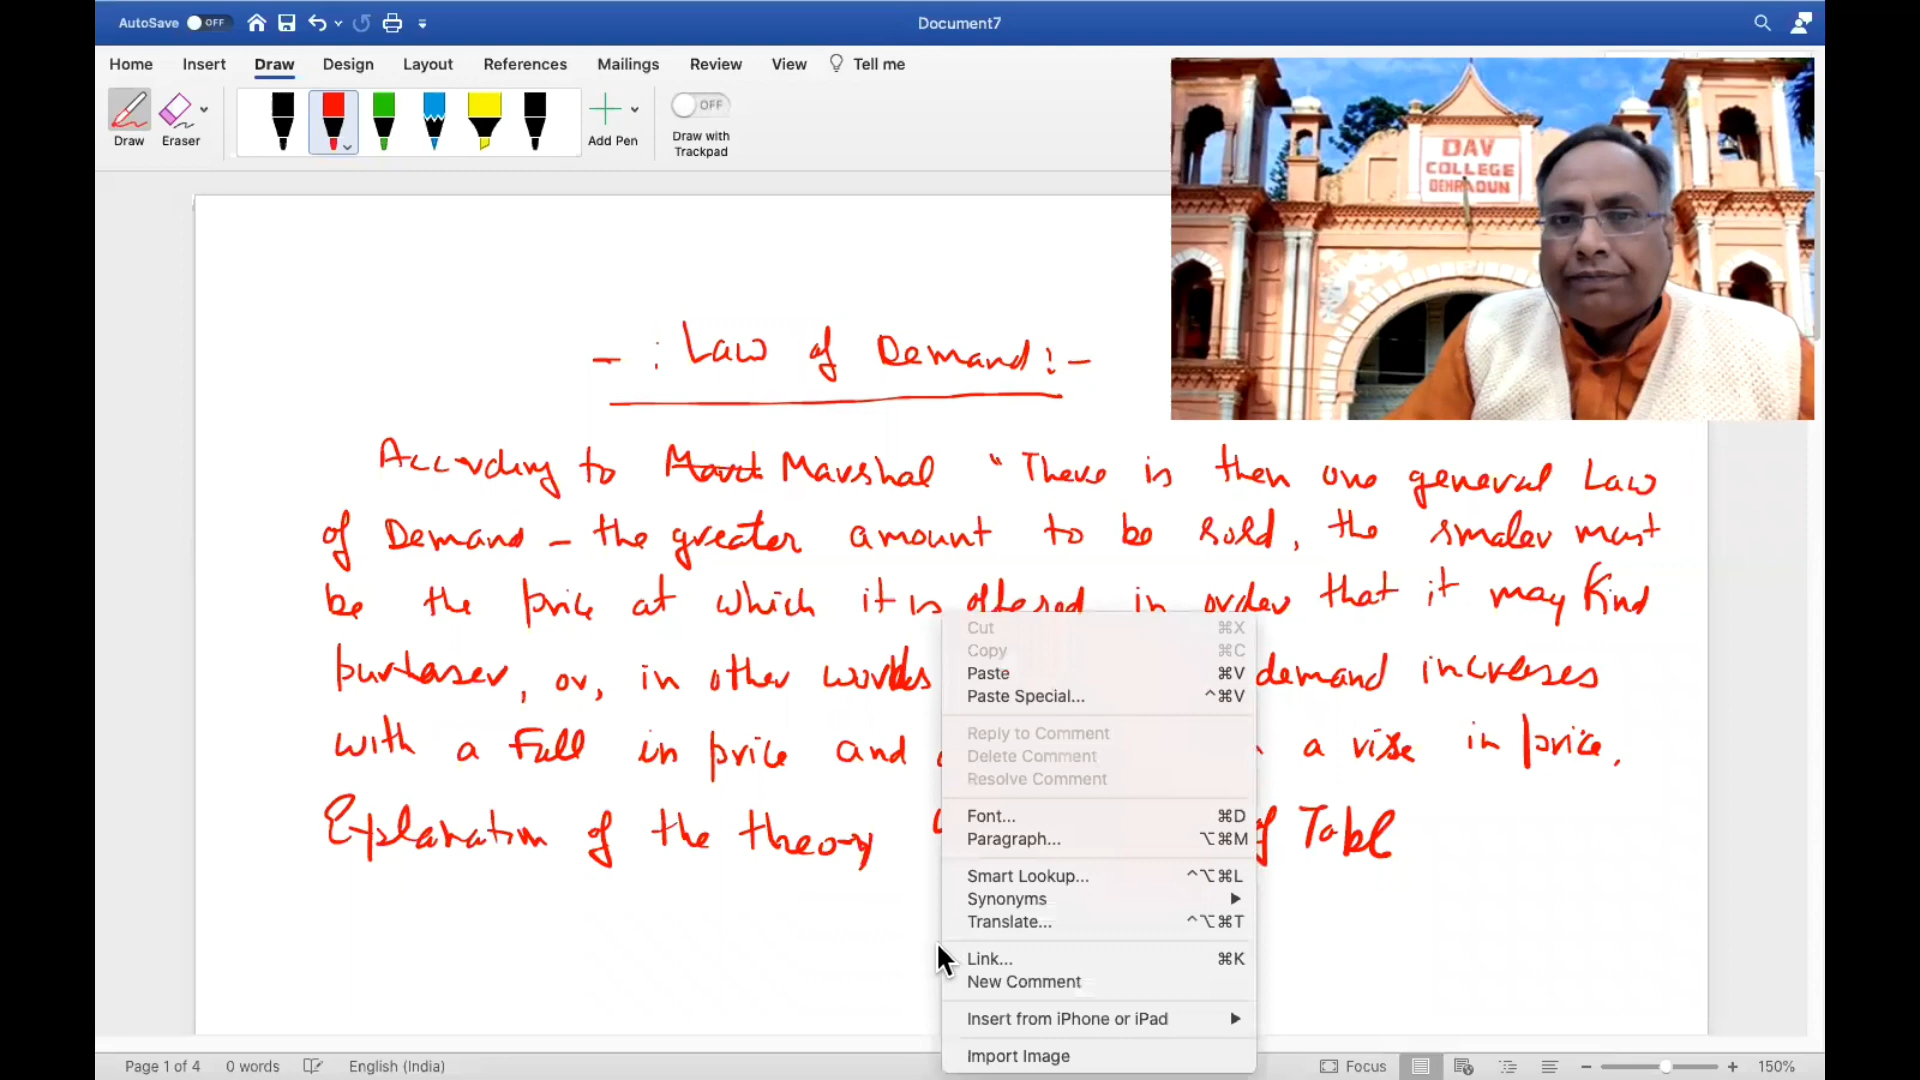 AutoSave OFF
Document7
Home Insert Draw Design Layout References Mailings Review View Tell me
OFF
Draw Eraser Add Pen Draw with
Trackpad
DAV
COLLEGE
DEHRADUN
- : Law of Demand : -
According to Marshal " There is then one general Law
of Demand - the greater amount to be sold, the smaler must
be the price at which it is offered in order that it may find
purchaser, or, in other words demand increases
with a Fall in price and a rise in price.
Explanation of the theory of Table
Cut ⌘X
Copy ⌘C
Paste ⌘V
Paste Special... ^⌘V
Reply to Comment
Delete Comment
Resolve Comment
Font... ⌘D
Paragraph... ⌥⌘M
Smart Lookup... ^⌥⌘L
Synonyms
Translate... ^⌥⌘T
Link... ⌘K
New Comment
Insert from iPhone or iPad
Import Image
Page 1 of 4 0 words English (India) Focus 150%